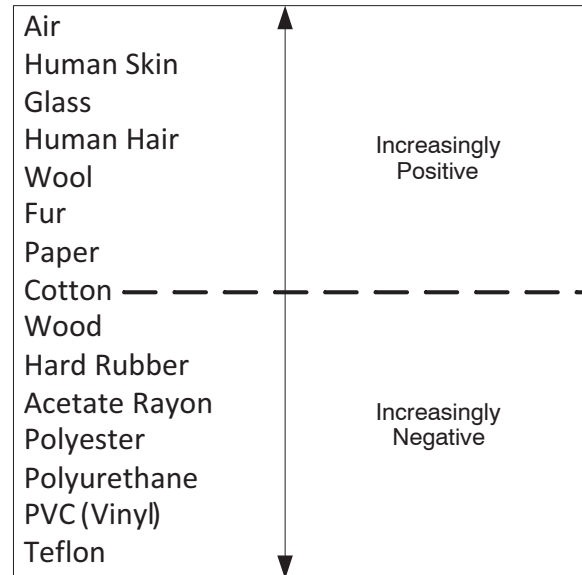 Air
Human Skin
Glass
Human Hair
Wool
Fur
Paper
Cotton
Wood
Hard Rubber
Acetate Rayon
Polyester
Polyurethane
PVC (Vinyl)
Teflon
Increasingly
Positive
Increasingly
Negative